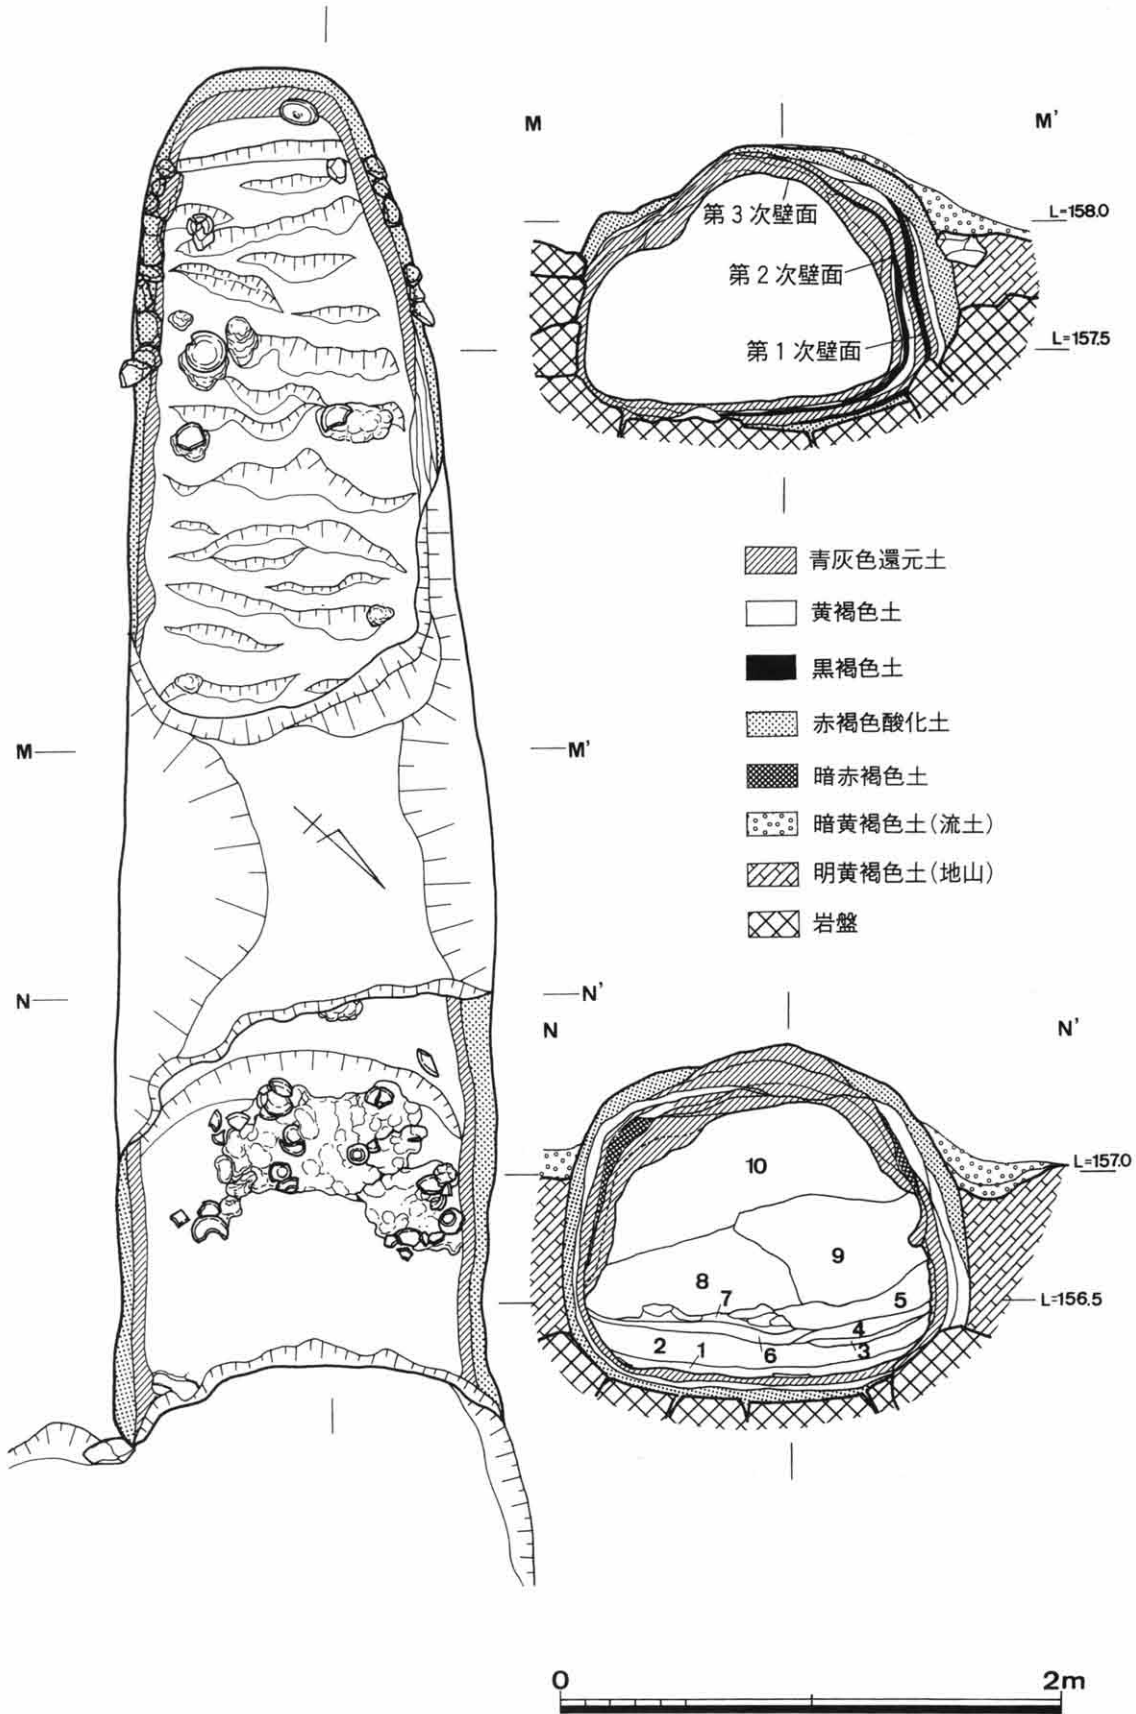 M
M'
L=158.0
第3次壁面
第2次壁面
第1次壁面
L=157.5
青灰色還元土
黄褐色土
黒褐色土
赤褐色酸化土
暗赤褐色土
暗黄褐色土(流土)
明黄褐色土(地山)
岩盤
M
M'
N
N'
N
N'
L=157.0
10
9
8
7
5
4
L=156.5
2
1
6
3
0
2m